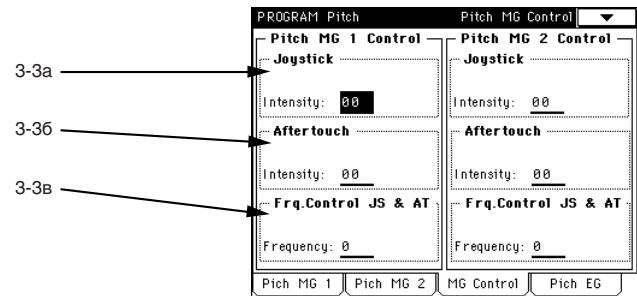 PROGRAM Pitch Pitch MG Control
Pitch MG 1 Control Pitch MG 2 Control
Joystick Joystick
3-3а
Intensity: 00 Intensity: 00
Aftertouch Aftertouch
3-3б
Intensity: 00 Intensity: 00
3-3в
Frq.Control JS & AT Frq.Control JS & AT
Frequency: 0 Frequency: 0
Pich MG 1 Pich MG 2 MG Control Pich EG